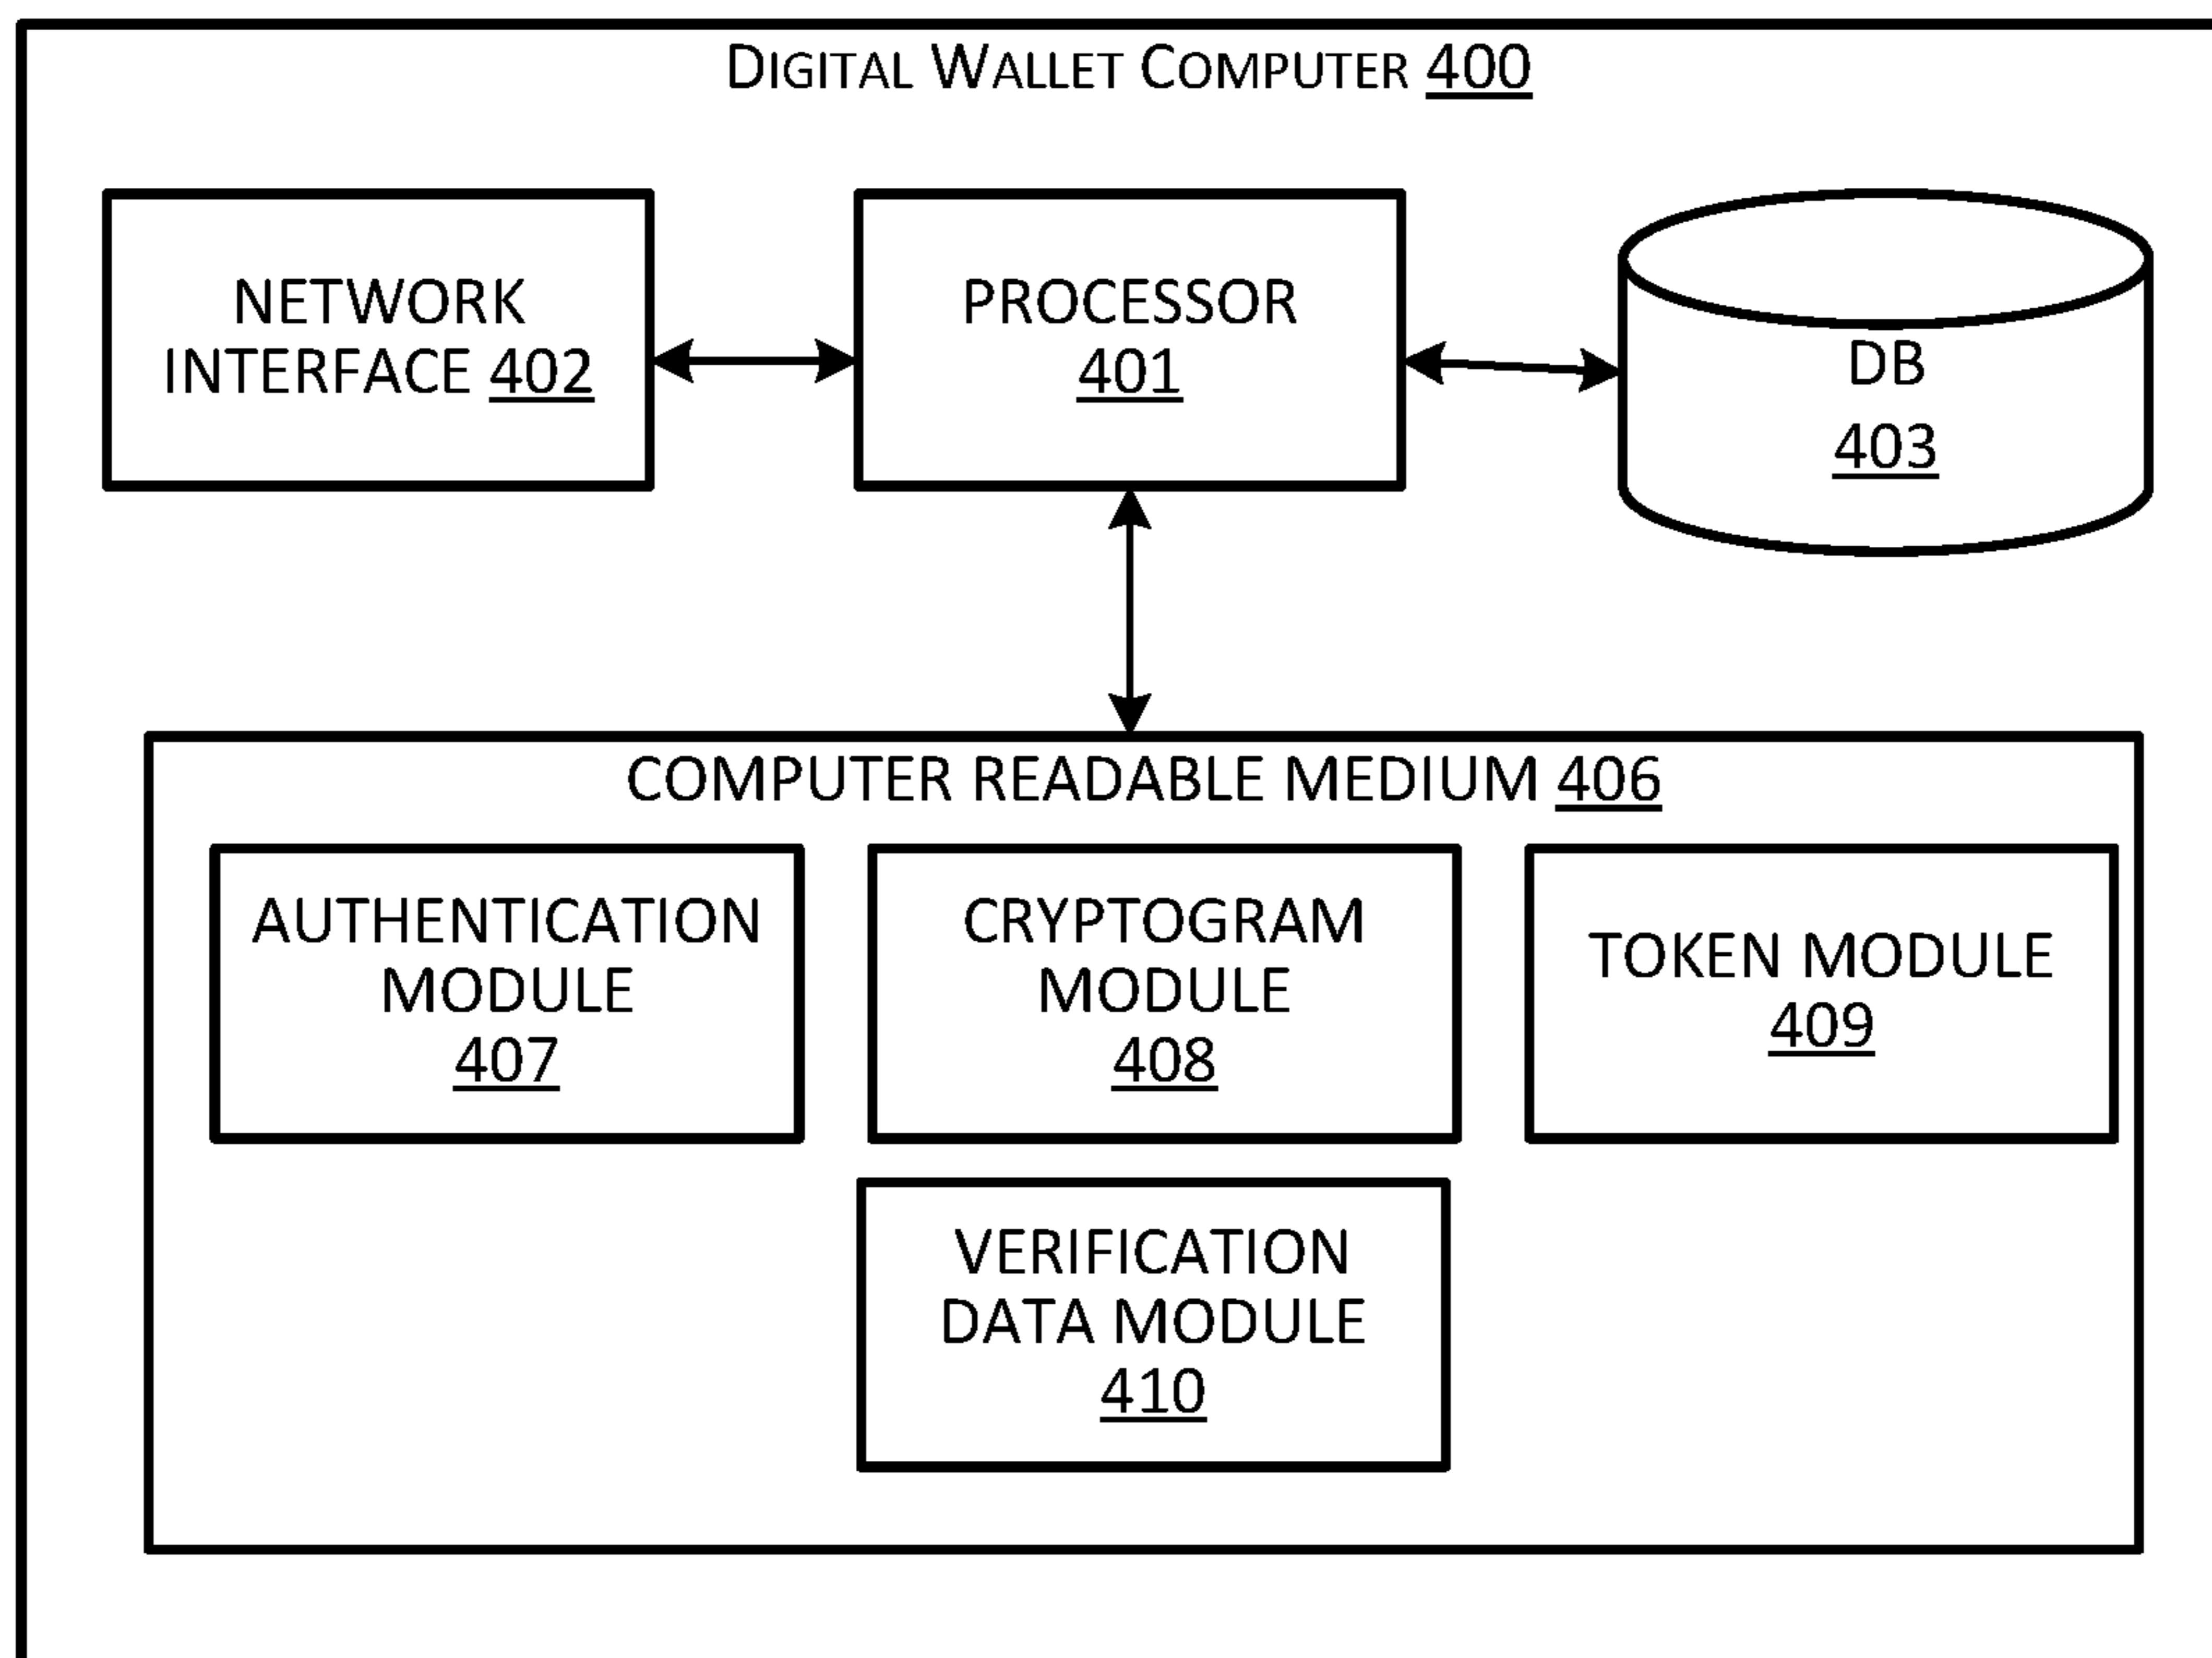 DIGITAL WALLET COMPUTER 400
NETWORK
INTERFACE 402
PROCESSOR
401
DB
403
COMPUTER READABLE MEDIUM 406
AUTHENTICATION
MODULE
407
CRYPTOGRAM
MODULE
408
TOKEN MODULE
409
VERIFICATION
DATA MODULE
410